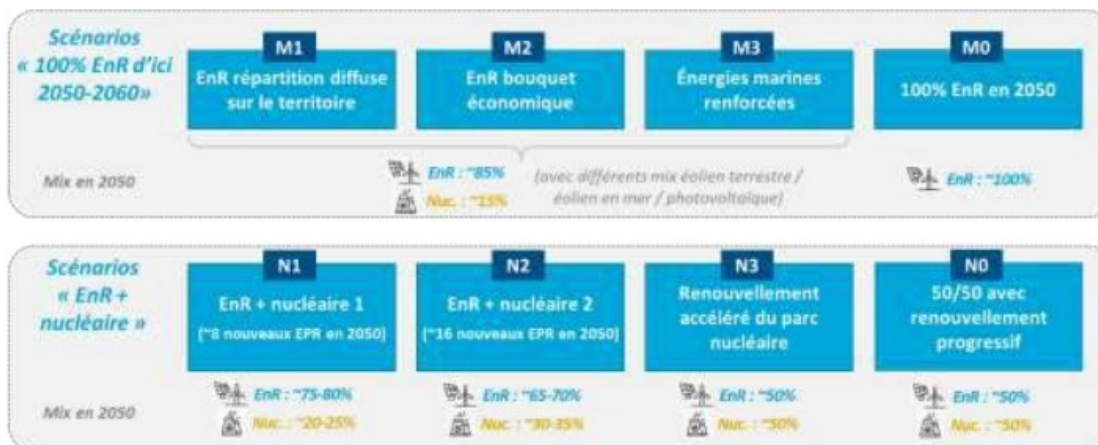 Scénarios
« 100% EnR d'ici
2050-2060»
M1
EnR répartition diffuse
sur le territoire
M2
EnR bouquet
économique
M3
Énergies marines
renforcées
M0
100% EnR en 2050
Mix en 2050
EnR : ~85%
Nuc. : ~15%
(avec différents mix éolien terrestre /
éolien en mer / photovoltaïque)
EnR : ~100%
Scénarios
« EnR +
nucléaire »
N1
EnR + nucléaire 1
(~8 nouveaux EPR en 2050)
N2
EnR + nucléaire 2
(~16 nouveaux EPR en 2050)
N3
Renouvellement
accéléré du parc
nucléaire
N0
50/50 avec
renouvellement
progressif
Mix en 2050
EnR : ~75-80%
Nuc. : ~20-25%
EnR : ~65-70%
Nuc. : ~30-35%
EnR : ~50%
Nuc. : ~50%
EnR : ~50%
Nuc. : ~50%